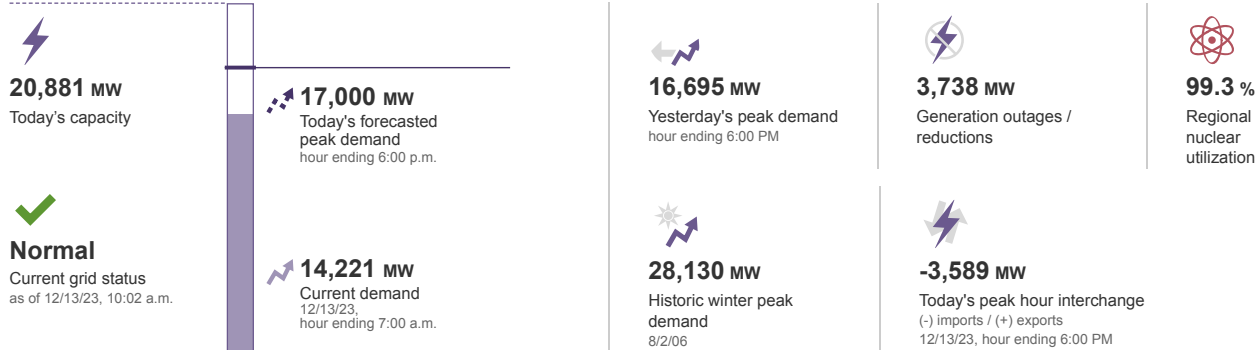 20,881 MW
Today's capacity
Normal
Current grid status
as of 12/13/23, 10:02 a.m.
17,000 MW
Today's forecasted
peak demand
hour ending 6:00 p.m.
14,221 MW
Current demand
12/13/23,
hour ending 7:00 a.m.
16,695 MW
Yesterday's peak demand
hour ending 6:00 PM
3,738 MW
Generation outages /
reductions
99.3 %
Regional
nuclear
utilization
28,130 MW
Historic winter peak
demand
8/2/06
-3,589 MW
Today's peak hour interchange
(-) imports / (+) exports
12/13/23, hour ending 6:00 PM